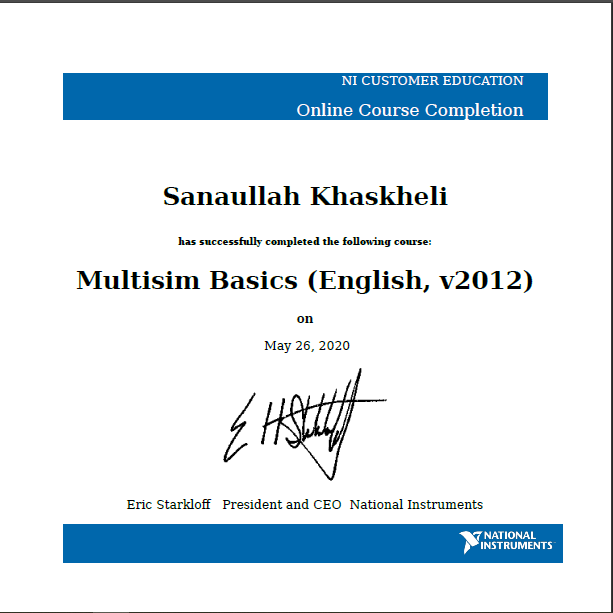 NI CUSTOMER EDUCATION
Online Course Completion
Sanaullah Khaskheli
has successfully completed the following course:
Multisim Basics (English, v2012)
on
May 26, 2020
Eric Starkloff President and CEO National Instruments
NATIONAL
INSTRUMENTS